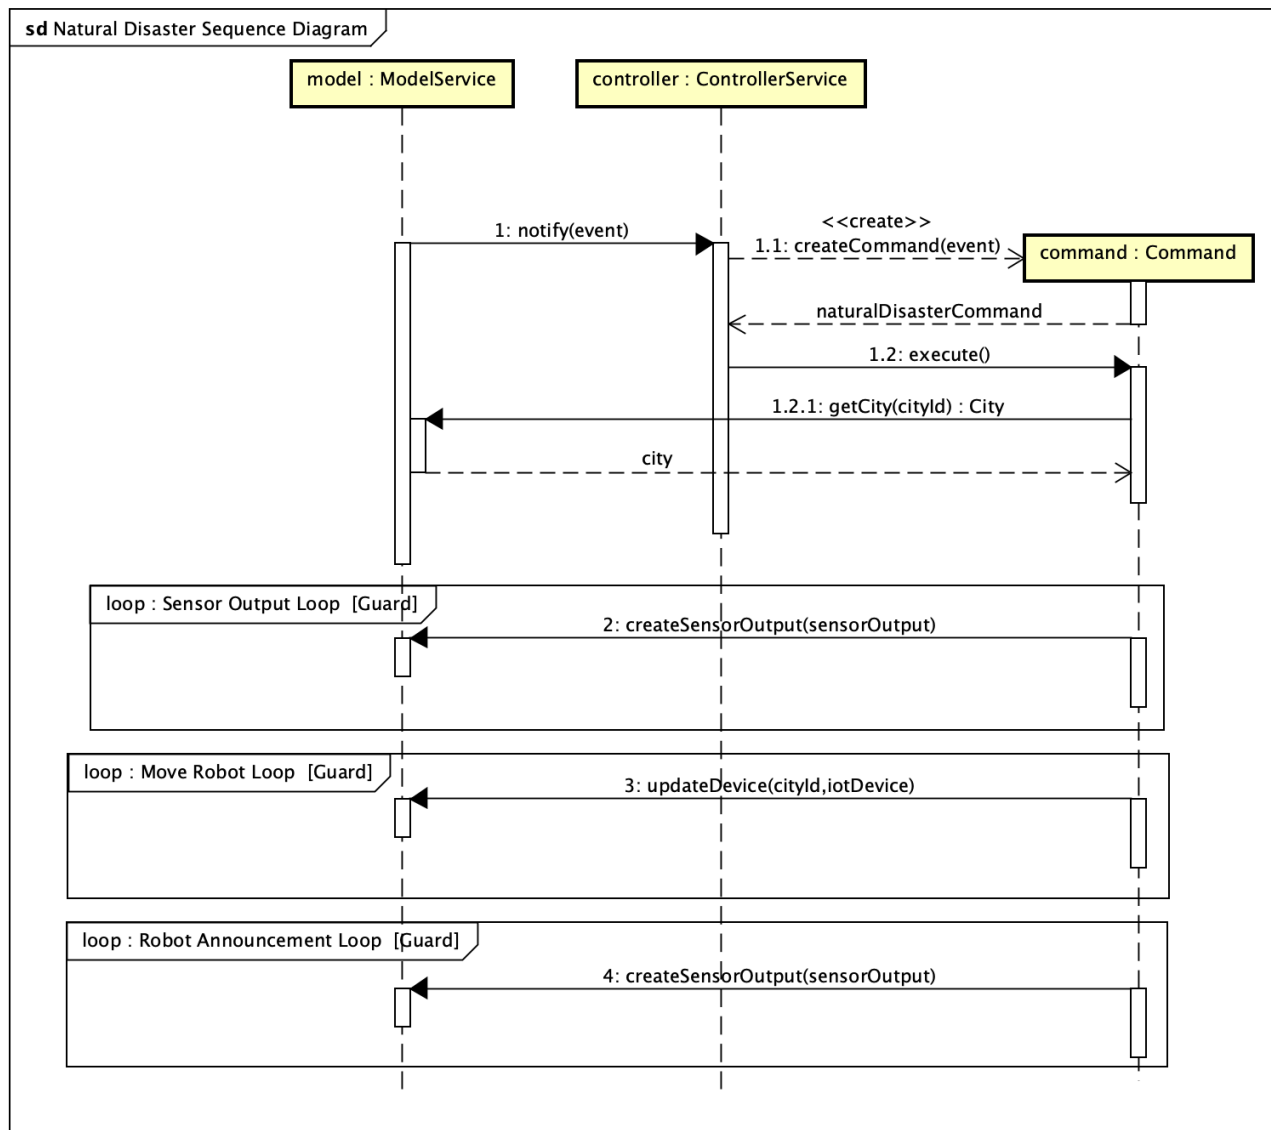 sd Natural Disaster Sequence Diagram
model : ModelService
controller : ControllerService
1: notify(event)
<<create>>
1.1: createCommand(event)
command : Command
naturalDisasterCommand
1.2: execute()
1.2.1: getCity(cityId) : City
city
loop : Sensor Output Loop  [Guard]
2: createSensorOutput(sensorOutput)
loop : Move Robot Loop  [Guard]
3: updateDevice(cityId,iotDevice)
loop : Robot Announcement Loop  [Guard]
4: createSensorOutput(sensorOutput)